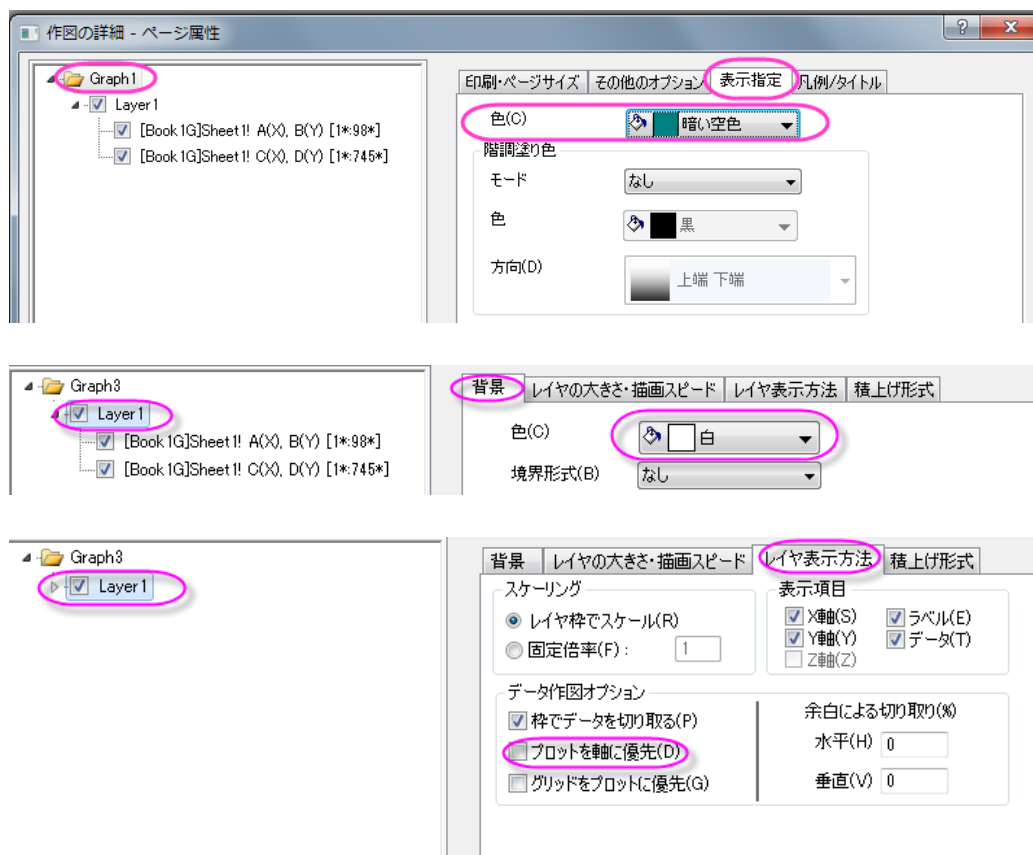 作図の詳細 - ページ属性
Graph1
Layer1
[Book1G]Sheet1! A(X), B(Y) [1*:98*]
[Book1G]Sheet1! C(X), D(Y) [1*:745*]
印刷・ページサイズ その他のオプション 表示指定 凡例/タイトル
色(C) 暗い空色
階調塗り色
モード なし
色 黒
方向(D) 上端 下端
Graph3
Layer1
[Book1G]Sheet1! A(X), B(Y) [1*:98*]
[Book1G]Sheet1! C(X), D(Y) [1*:745*]
背景 レイヤの大きさ・描画スピード レイヤ表示方法 積上げ形式
色(C) 白
境界形式(B) なし
Graph3
Layer1
背景 レイヤの大きさ・描画スピード レイヤ表示方法 積上げ形式
スケーリング
レイヤ枠でスケール(R)
固定倍率(F): 1
表示項目
X軸(S) ラベル(E)
Y軸(Y) データ(T)
Z軸(Z)
データ作図オプション
枠でデータを切り取る(P)
プロットを軸に優先(D)
グリッドをプロットに優先(G)
余白による切り取り(%)
水平(H) 0
垂直(V) 0